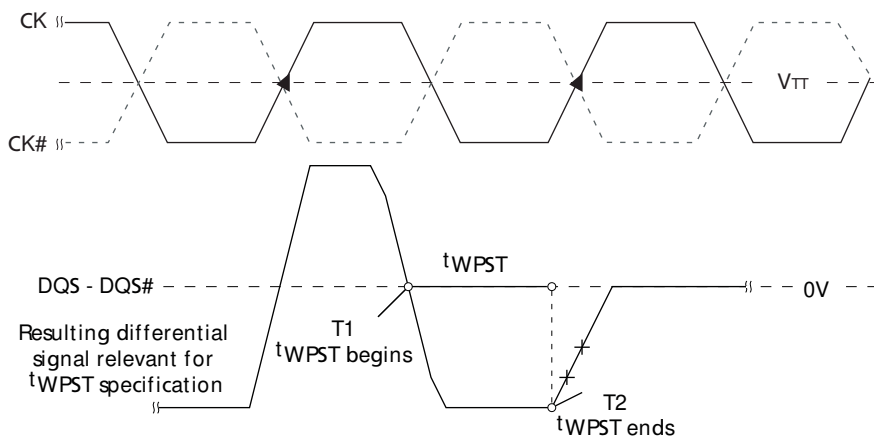 CK
VTT
CK#
tWPST
DQS - DQS#
0V
Resulting differential
signal relevant for
tWPST specification
T1
tWPST begins
T2
tWPST ends